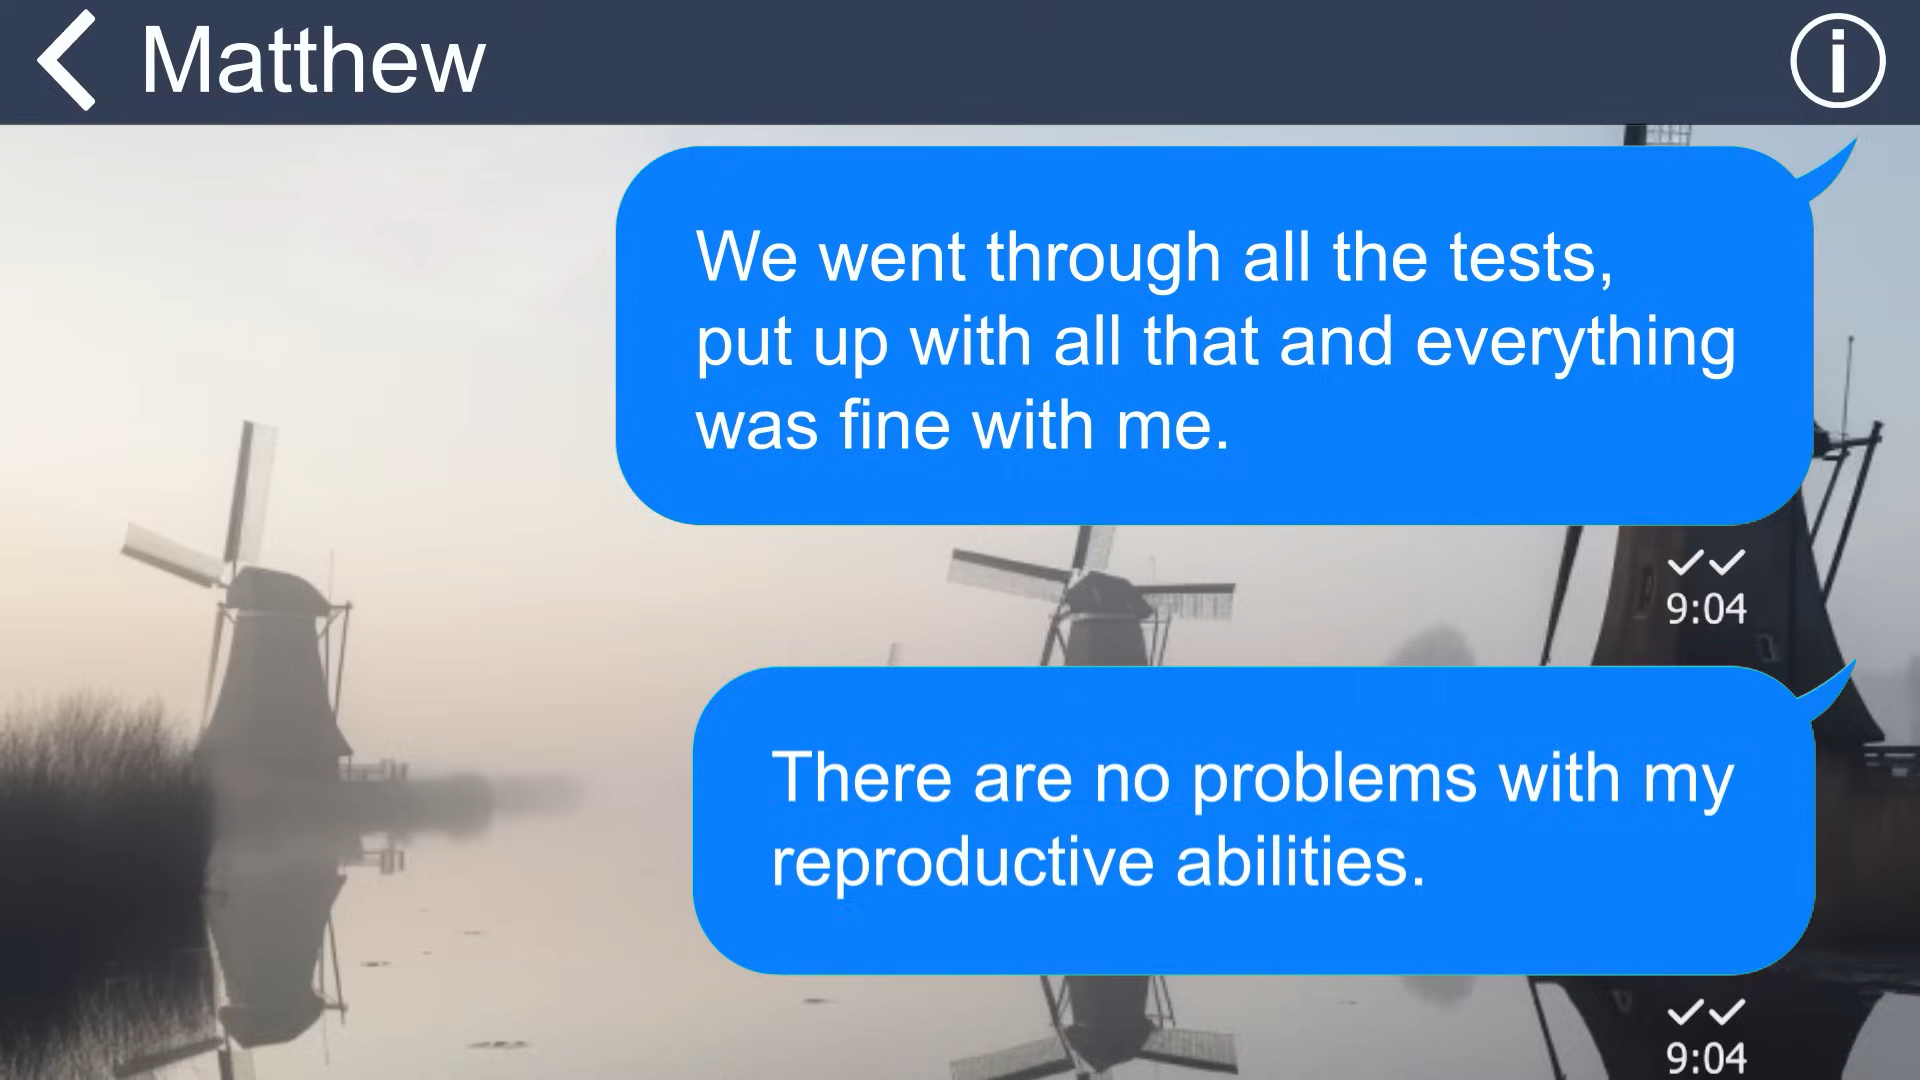 Matthew
We went through all the tests,
put up with all that and everything
was fine with me.
9:04
There are no problems with my
reproductive abilities.
9:04